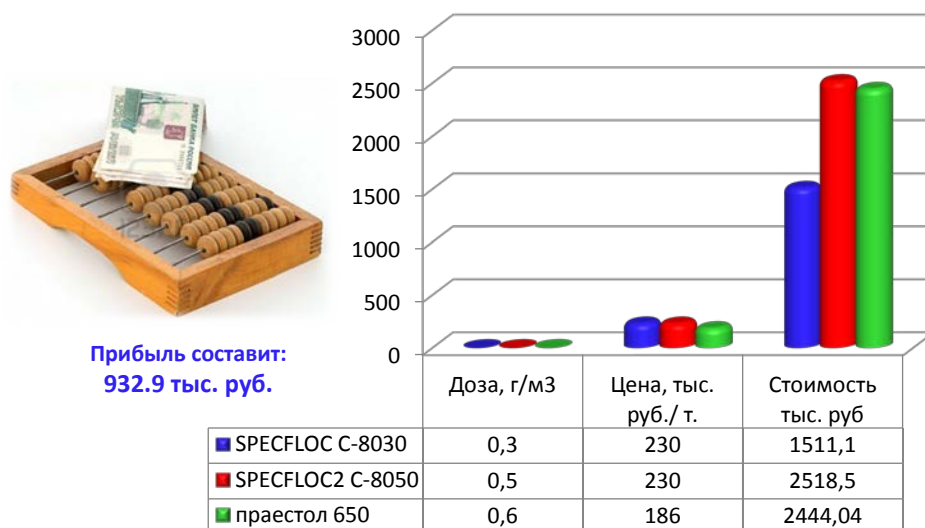 3000
2500
2000
1500
1000
500
0
Прибыль составит:
932.9 тыс. руб.
Доза, г/м3 Цена, тыс. руб./ т. Стоимость тыс. руб
SPECFLOC C-8030 0,3 230 1511,1
SPECFLOC2 C-8050 0,5 230 2518,5
праестол 650 0,6 186 2444,04